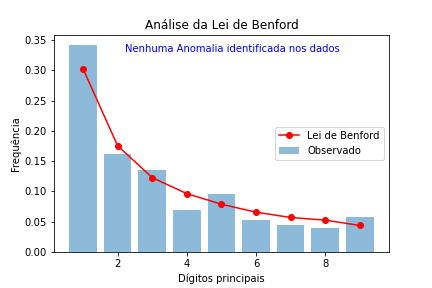 Análise da Lei de Benford
Nenhuma Anomalia identificada nos dados
Frequência
0.35
0.30
0.25
0.20
0.15
0.10
0.05
0.00
Lei de Benford
Observado
2
4
6
8
Dígitos principais